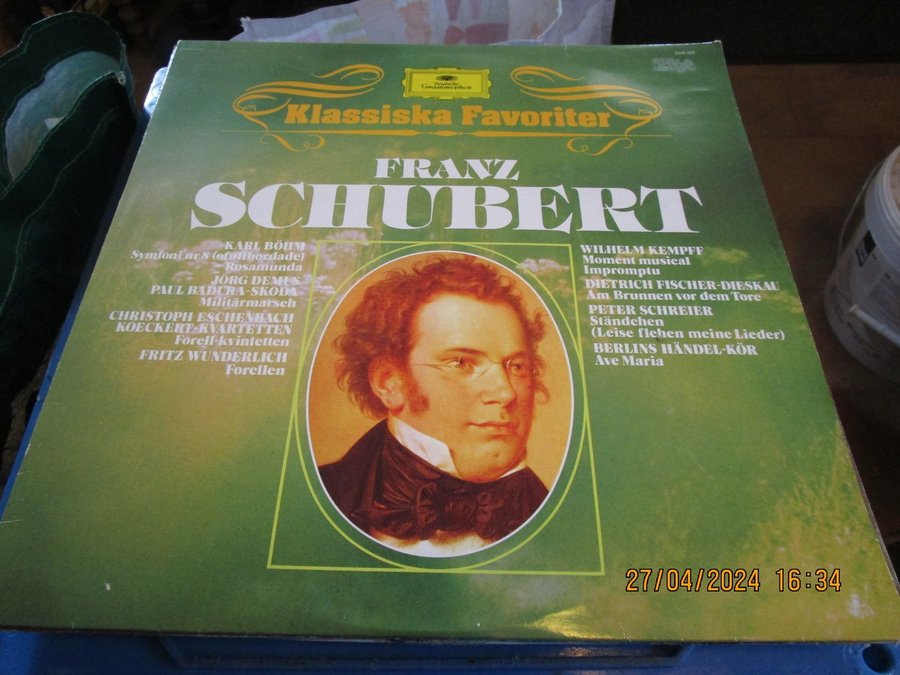 Deutsche
Grammophon
Klassiska Favoriter
FRANZ
SCHUBERT
KARL BÖHM
Symfoni nr 8 (ofullbordade)
Rosamunda
JÖRG DEMUS
PAUL BADURA-SKODA
Militärmarsch
CHRISTOPH ESCHENBACH
KOECKERT-KVARTETTEN
Forell-kvintetten
FRITZ WUNDERLICH
Forellen
WILHELM KEMPFF
Moment musical
Impromptu
DIETRICH FISCHER-DIESKAU
Am Brunnen vor dem Tore
PETER SCHREIER
Ständchen
(Leise flehen meine Lieder)
BERLINS HÄNDEL-KÖR
Ave Maria
27/04/2024 16:34